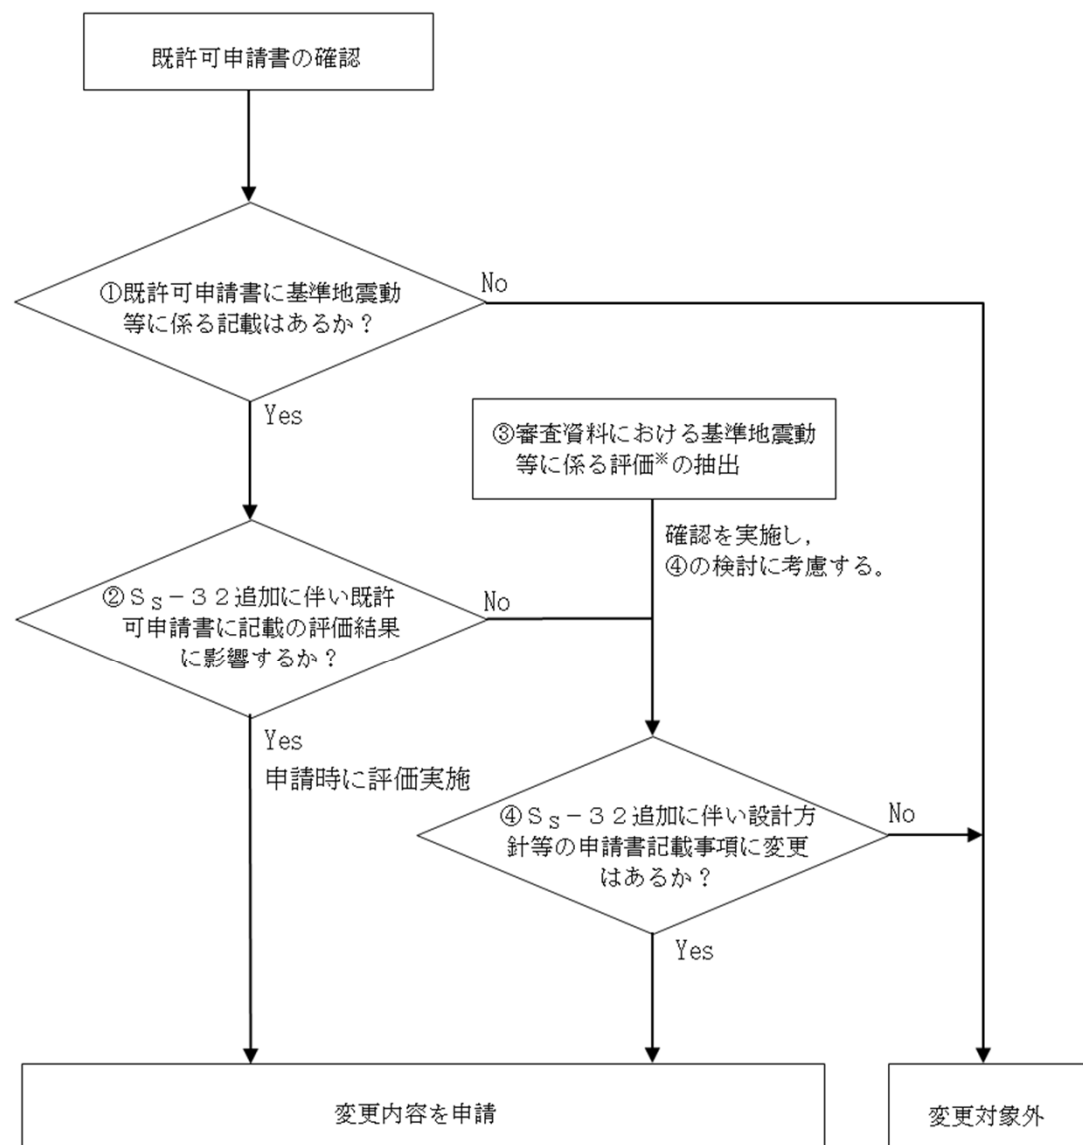 既許可申請書の確認
①既許可申請書に基準地震動
等に係る記載はあるか？
No
Yes
③審査資料における基準地震動
等に係る評価※の抽出
確認を実施し，
④の検討に考慮する。
②Ｓｓ－３２追加に伴い既許
可申請書に記載の評価結果
に影響するか？
No
Yes
申請時に評価実施
④Ｓｓ－３２追加に伴い設計方
針等の申請書記載事項に変更
はあるか？
No
Yes
変更内容を申請
変更対象外